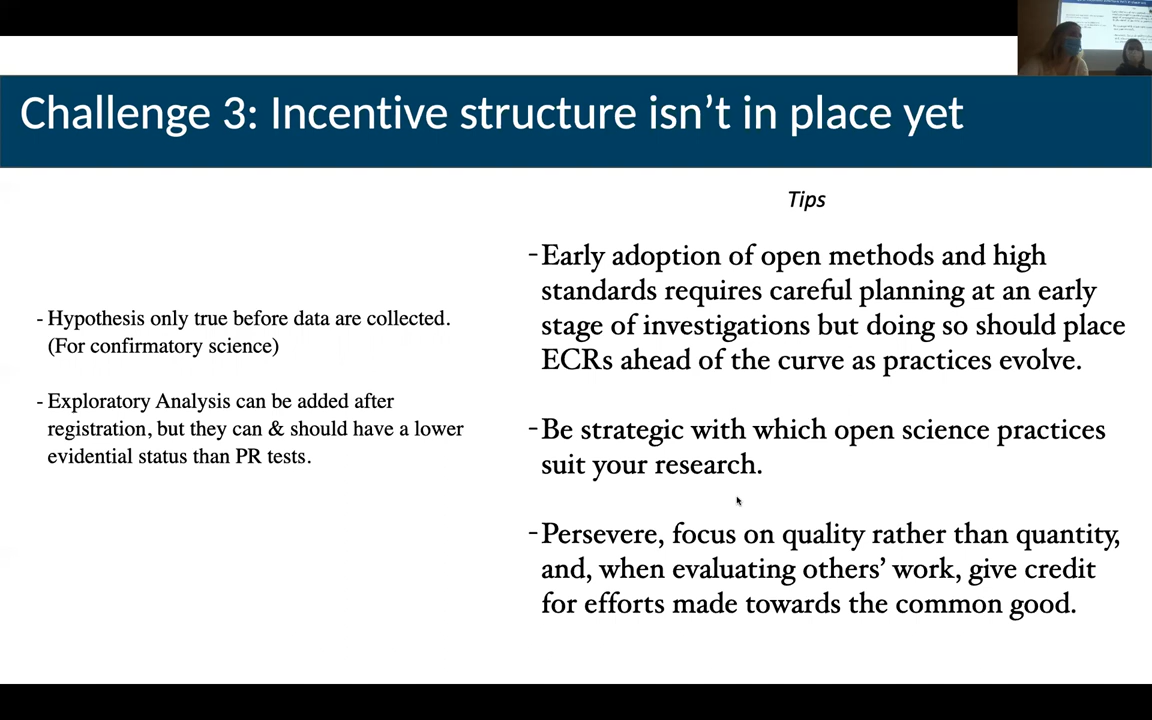 Challenge 3: Incentive structure isn't in place yet
- Hypothesis only true before data are collected.
(For confirmatory science)
- Exploratory Analysis can be added after
registration, but they can & should have a lower
evidential status than PR tests.
Tips
- Early adoption of open methods and high
standards requires careful planning at an early
stage of investigations but doing so should place
ECRs ahead of the curve as practices evolve.
- Be strategic with which open science practices
suit your research.
- Persevere, focus on quality rather than quantity,
and, when evaluating others' work, give credit
for efforts made towards the common good.